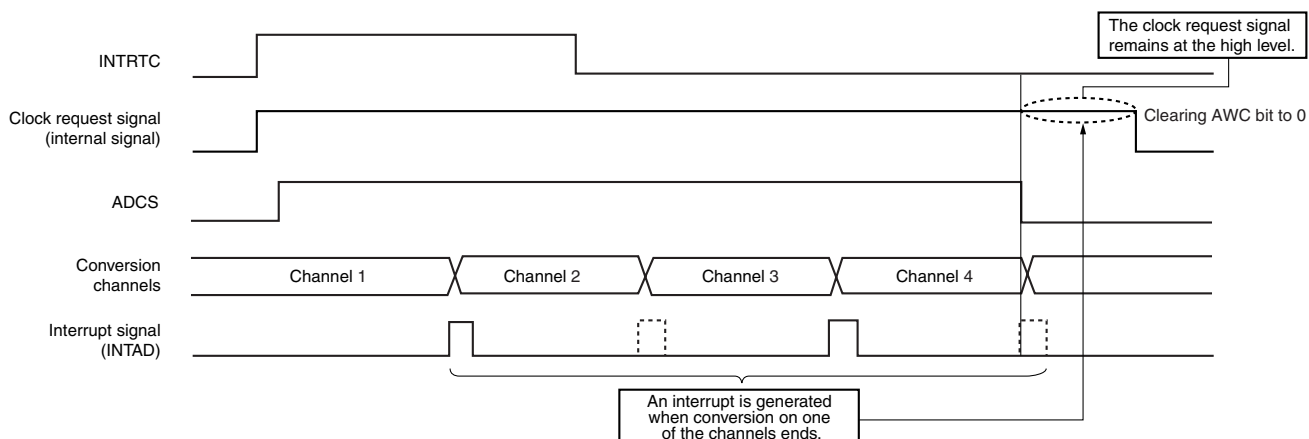 The clock request signal
remains at the high level.
INTRTC
Clock request signal
(internal signal)
Clearing AWC bit to 0
ADCS
Conversion
channels
Channel 1
Channel 2
Channel 3
Channel 4
Interrupt signal
(INTAD)
An interrupt is generated
when conversion on one
of the channels ends.